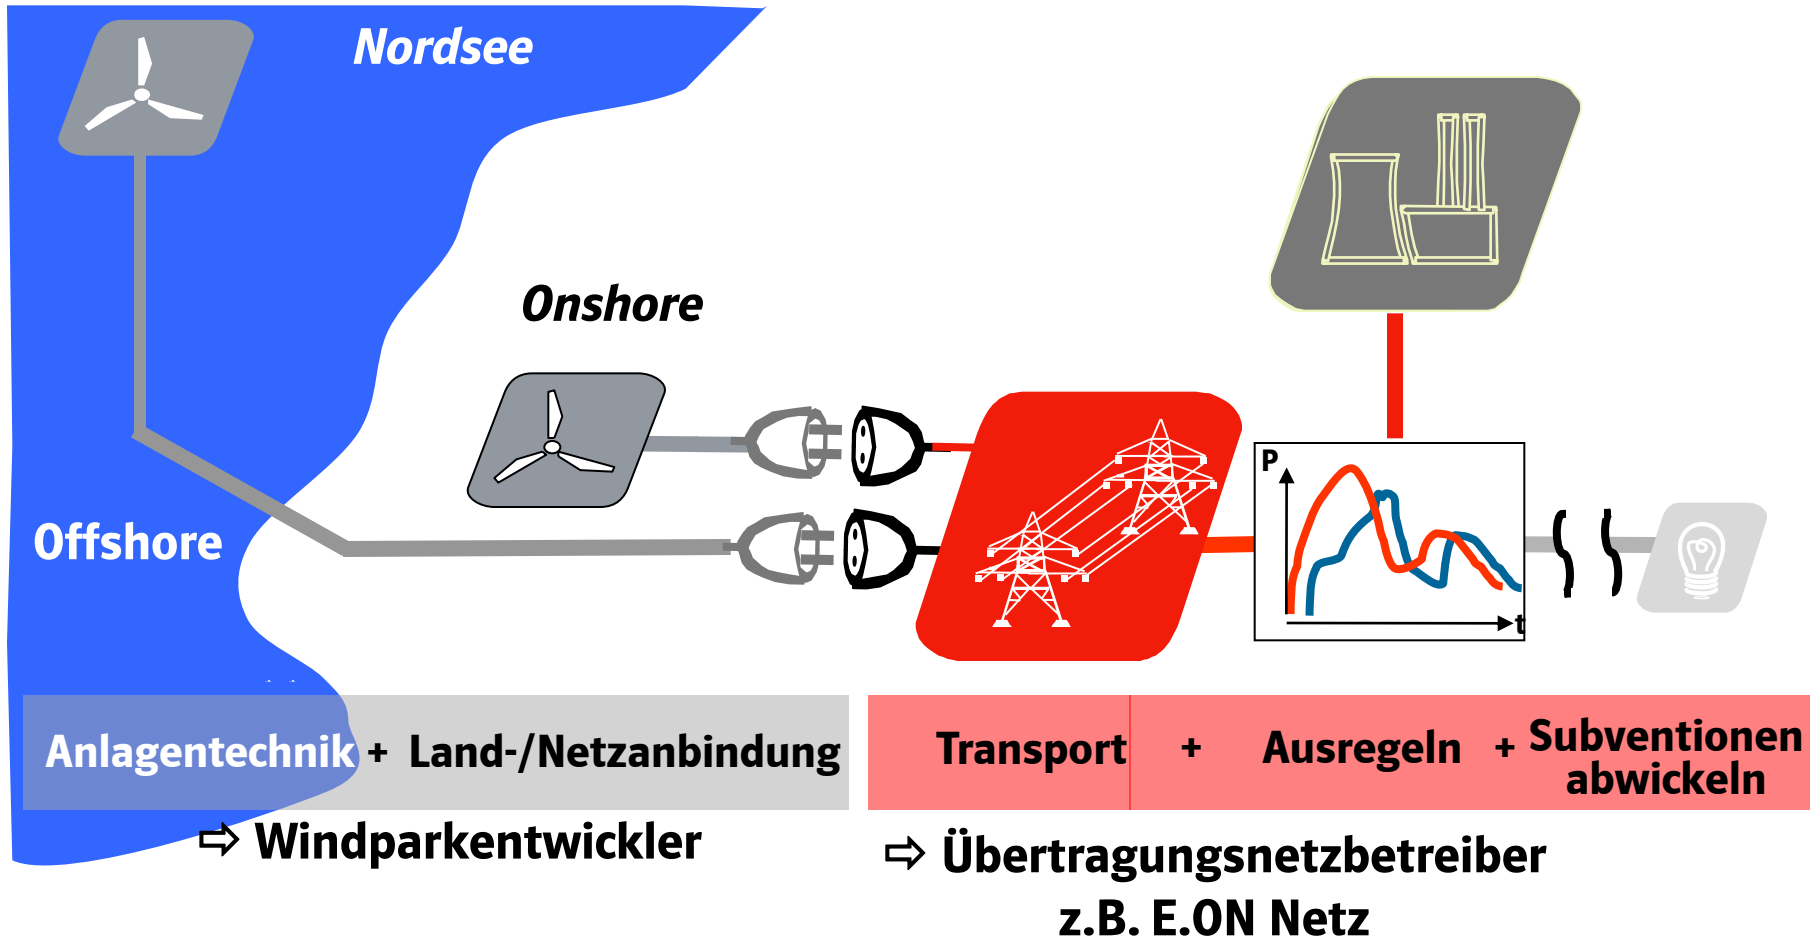 Nordsee
Onshore
Offshore
P
t
Anlagentechnik + Land-/Netzanbindung
Transport + Ausregeln + Subventionen
abwickeln
⇨ Windparkentwickler
⇨ Übertragungsnetzbetreiber
z.B. E.ON Netz